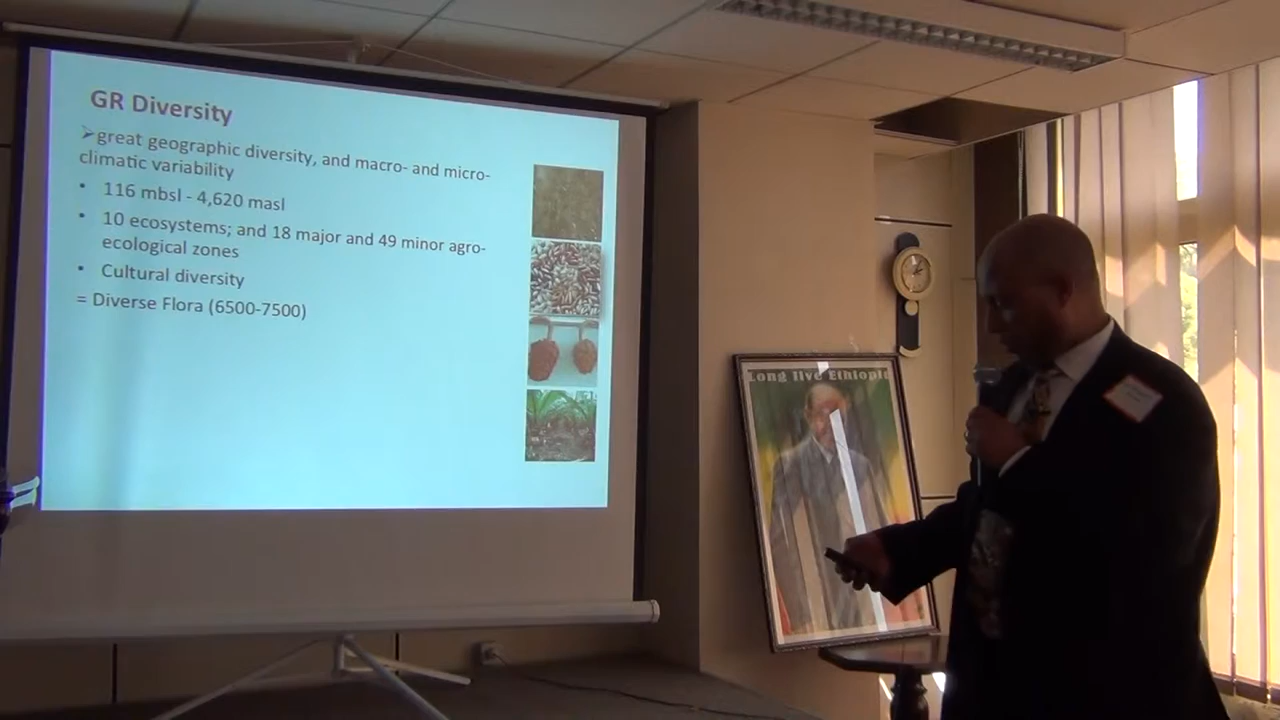 GR Diversity
➢great geographic diversity, and macro- and micro-
climatic variability
• 116 mbsl - 4,620 masl
• 10 ecosystems; and 18 major and 49 minor agro-
ecological zones
• Cultural diversity
= Diverse Flora (6500-7500)
Long live Ethiopia